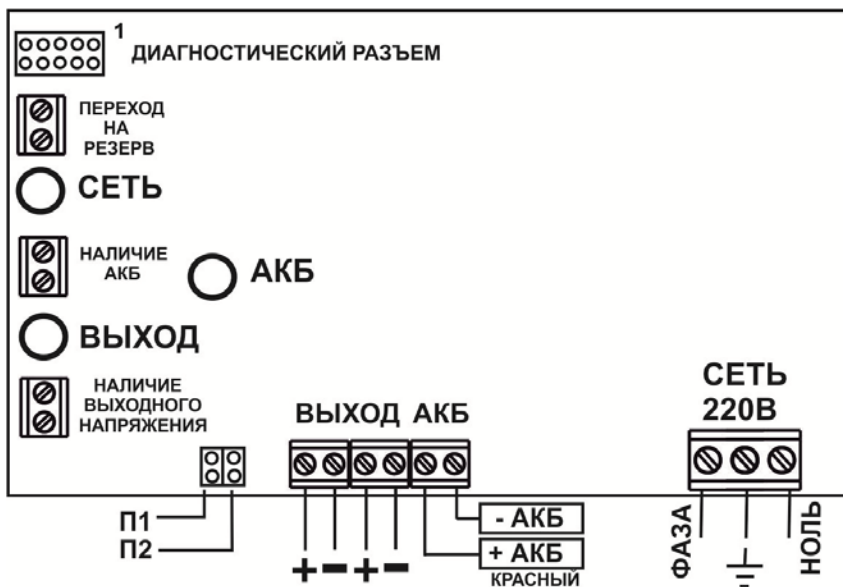 1
ДИАГНОСТИЧЕСКИЙ РАЗЪЕМ
ПЕРЕХОД
НА
РЕЗЕРВ
СЕТЬ
НАЛИЧИЕ
АКБ
АКБ
ВЫХОД
НАЛИЧИЕ
ВЫХОДНОГО
НАПРЯЖЕНИЯ
ВЫХОД АКБ
СЕТЬ
220В
П1
П2
+ − + −
- АКБ
+ АКБ
КРАСНЫЙ
ФАЗА
НОЛЬ